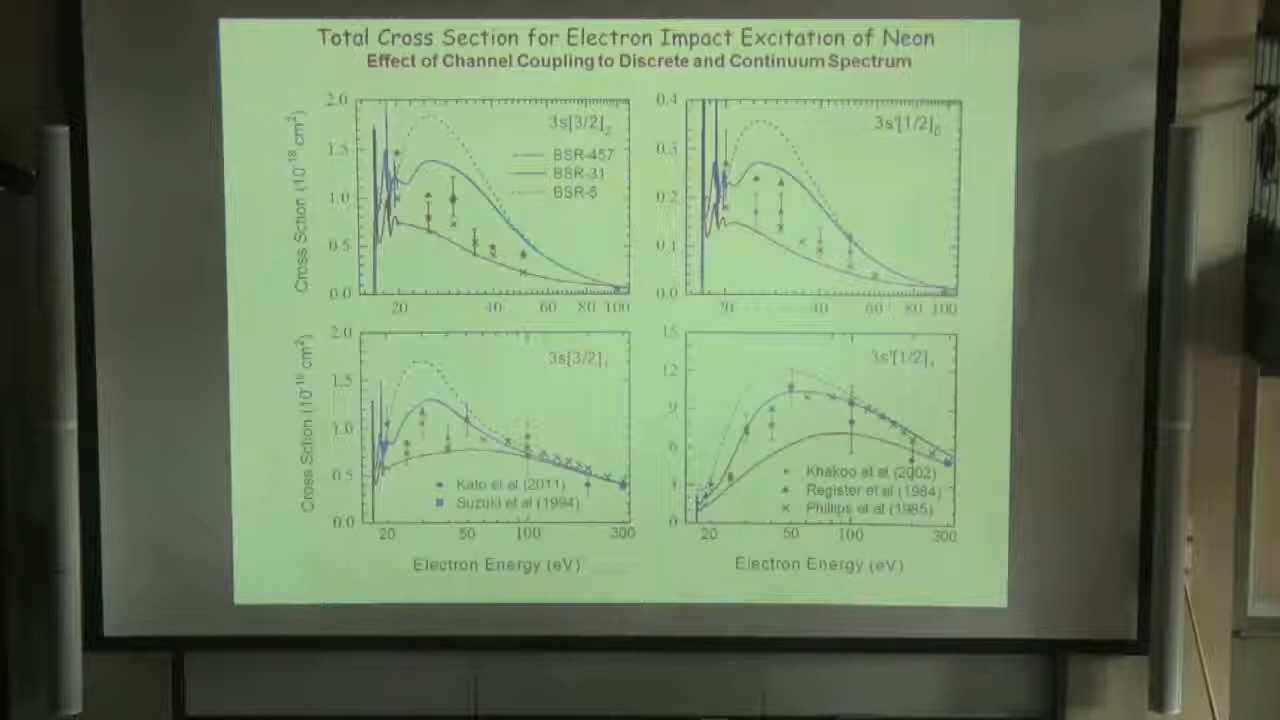 Total Cross Section for Electron Impact Excitation of Neon
Effect of Channel Coupling to Discrete and Continuum Spectrum
Cross Sction (10⁻¹⁸ cm²)
2.0
1.5
1.0
0.5
0.0
3s[3/2]₂
BSR-457
BSR-31
BSR-5
20 40 60 80 100
0.4
0.3
0.2
0.1
0.0
3s'[1/2]₀
20 40 60 80 100
Cross Sction (10⁻¹⁸ cm²)
2.0
1.5
1.0
0.5
0.0
3s[3/2]₁
Kato et al (2011)
Suzuki et al (1994)
20 50 100 300
Electron Energy (eV)
15
12
9
6
3
0
3s'[1/2]₁
Khakoo et al (2002)
Register et al (1984)
Phillips et al (1985)
20 50 100 300
Electron Energy (eV)